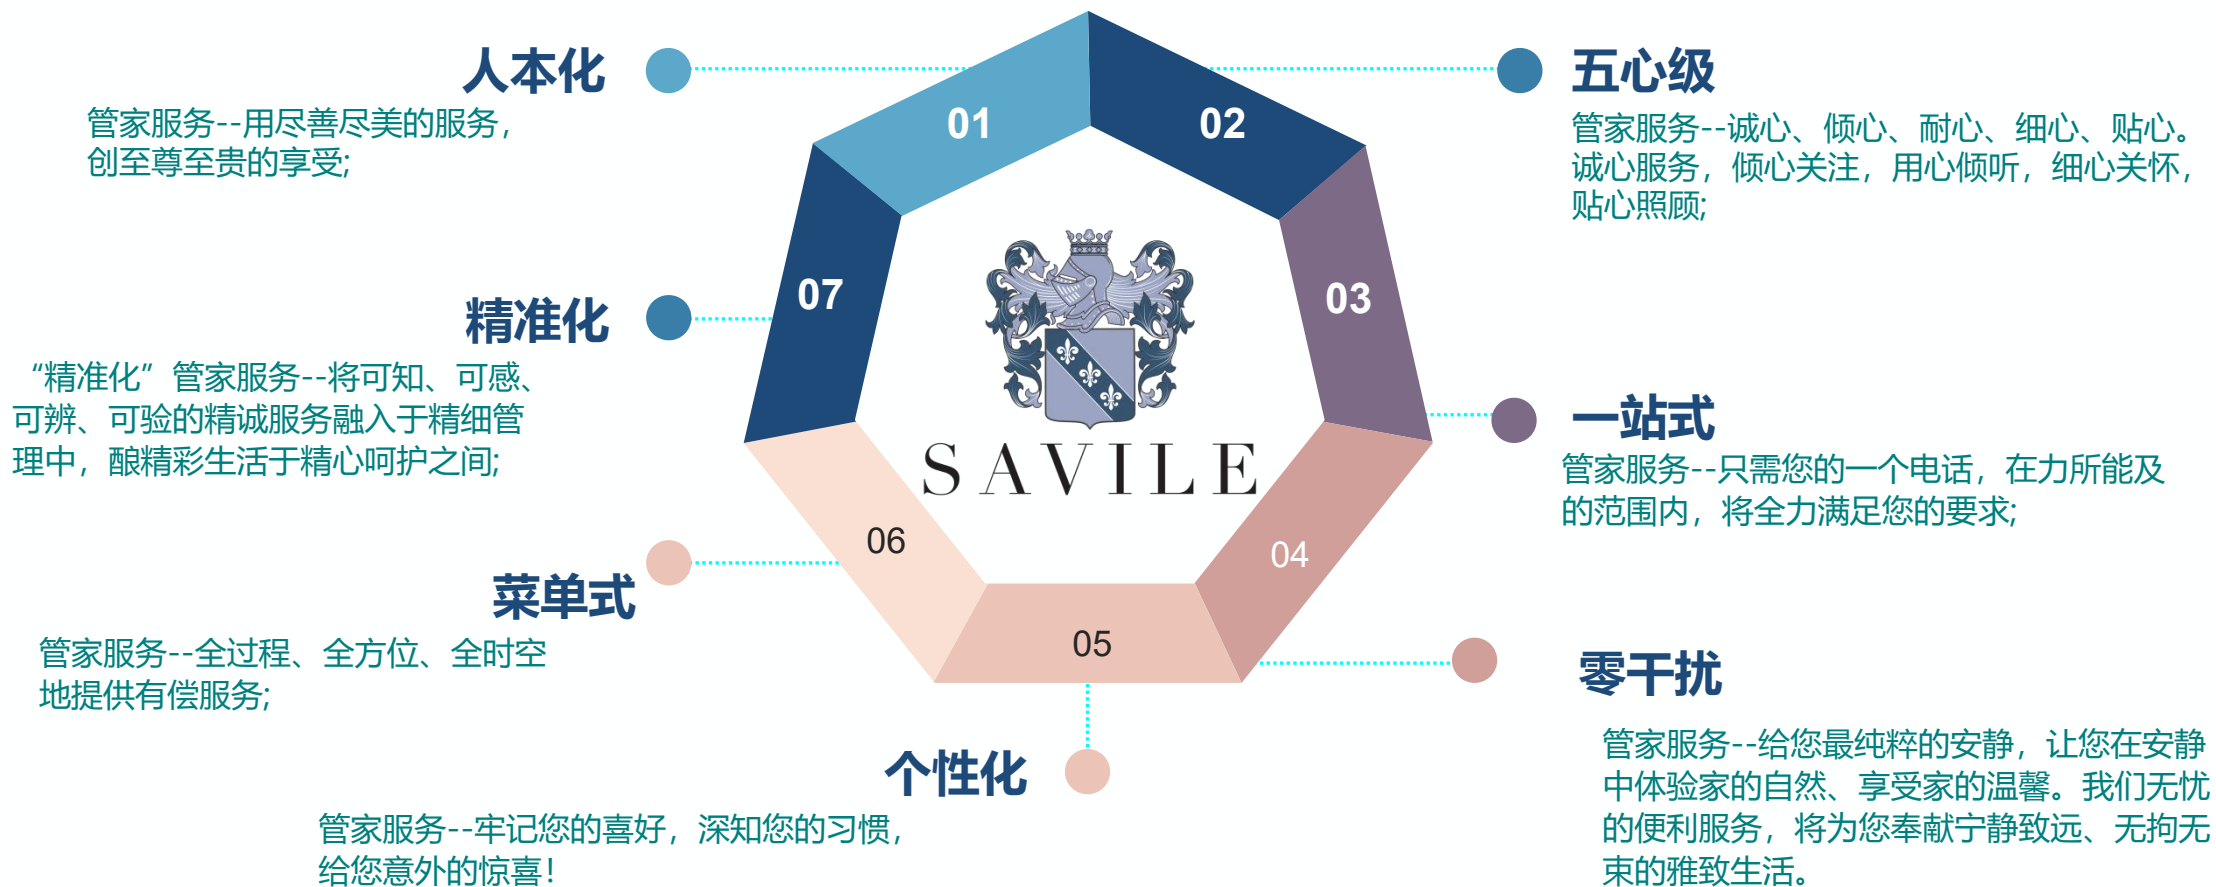 人本化
管家服务--用尽善尽美的服务，
创至尊至贵的享受;
01
02
五心级
管家服务--诚心、倾心、耐心、细心、贴心。
诚心服务，倾心关注，用心倾听，细心关怀，
贴心照顾;
07
03
精准化
“精准化”管家服务--将可知、可感、
可辨、可验的精诚服务融入于精细管
理中，酿精彩生活于精心呵护之间;
SAVILE
一站式
管家服务--只需您的一个电话，在力所能及
的范围内，将全力满足您的要求;
06
04
菜单式
管家服务--全过程、全方位、全时空
地提供有偿服务;
05
零干扰
管家服务--给您最纯粹的安静，让您在安静
中体验家的自然、享受家的温馨。我们无忧
的便利服务，将为您奉献宁静致远、无拘无
束的雅致生活。
个性化
管家服务--牢记您的喜好，深知您的习惯，
给您意外的惊喜！